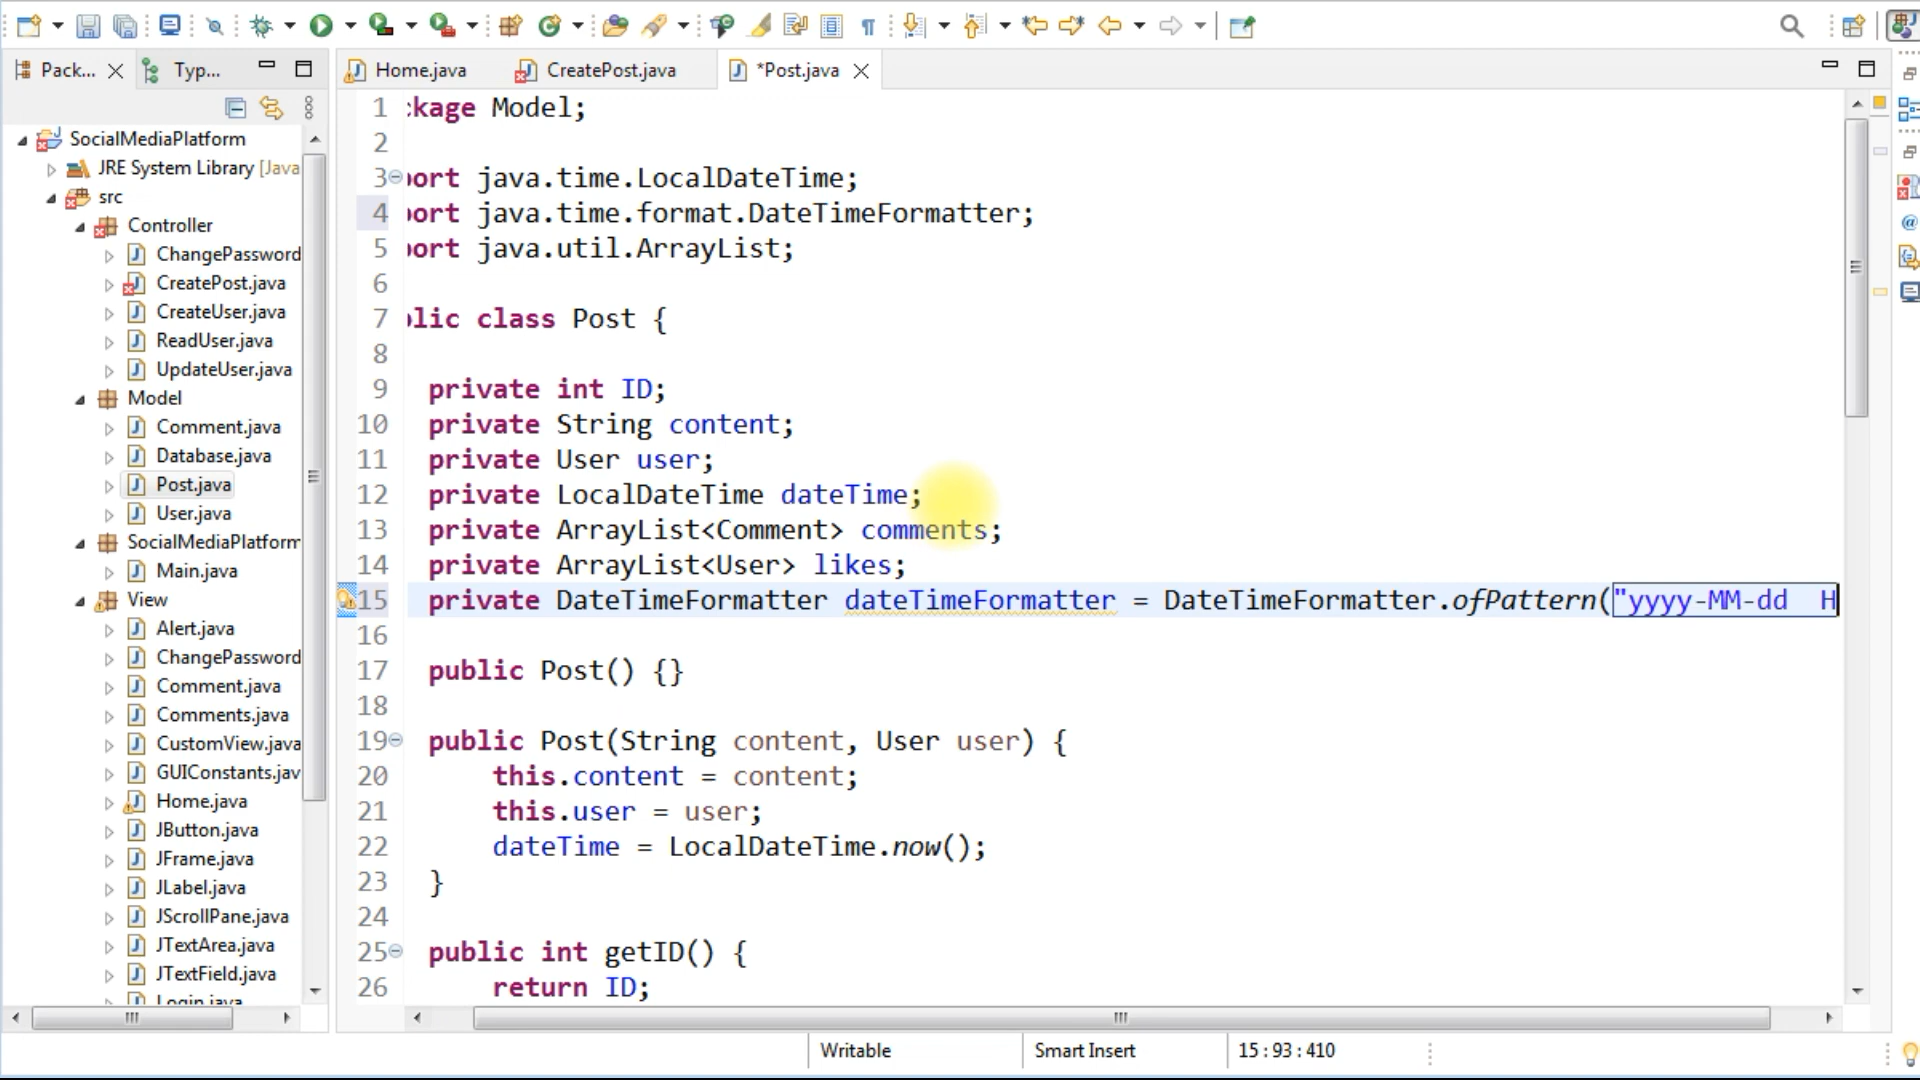 Pack...
Typ...
Home.java
CreatePost.java
*Post.java
SocialMediaPlatform
JRE System Library [Java
src
Controller
ChangePassword
CreatePost.java
CreateUser.java
ReadUser.java
UpdateUser.java
Model
Comment.java
Database.java
Post.java
User.java
SocialMediaPlatform
Main.java
View
Alert.java
ChangePassword
Comment.java
Comments.java
CustomView.java
GUIConstants.jav
Home.java
JButton.java
JFrame.java
JLabel.java
JScrollPane.java
JTextArea.java
JTextField.java
Login.java
1 ckage Model;
2
3 port java.time.LocalDateTime;
4 port java.time.format.DateTimeFormatter;
5 port java.util.ArrayList;
6
7 blic class Post {
8
9 private int ID;
10 private String content;
11 private User user;
12 private LocalDateTime dateTime;
13 private ArrayList<Comment> comments;
14 private ArrayList<User> likes;
15 private DateTimeFormatter dateTimeFormatter = DateTimeFormatter.ofPattern("yyyy-MM-dd  H
16
17 public Post() {}
18
19 public Post(String content, User user) {
20 this.content = content;
21 this.user = user;
22 dateTime = LocalDateTime.now();
23 }
24
25 public int getID() {
26 return ID;
Writable
Smart Insert
15 : 93 : 410